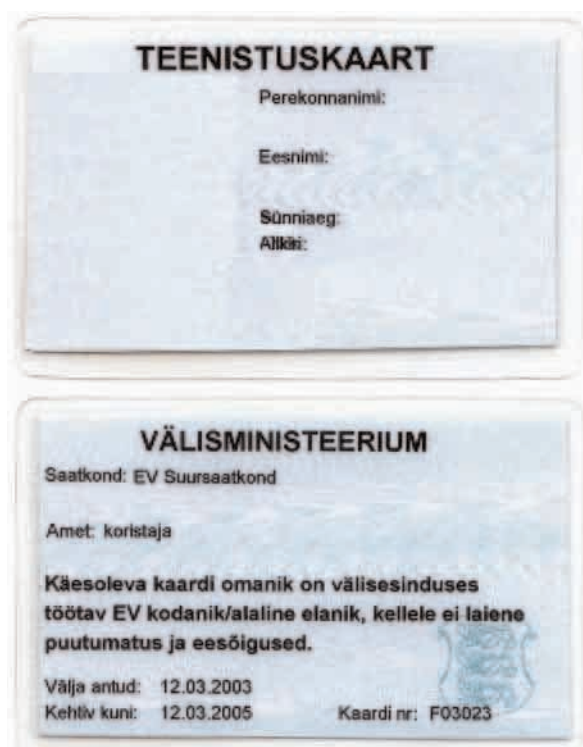 TEENISTUSKAART
Perekonnanimi:
Eesnimi:
Sünniaeg:
Allkiri:
VÄLISMINISTEERIUM
Saatkond: EV Suursaatkond
Amet: koristaja
Käesoleva kaardi omanik on välisesinduses
töötav EV kodanik/alaline elanik, kellele ei laiene
puutumatus ja eesõigused.
Välja antud: 12.03.2003
Kehtiv kuni: 12.03.2005 Kaardi nr: F03023